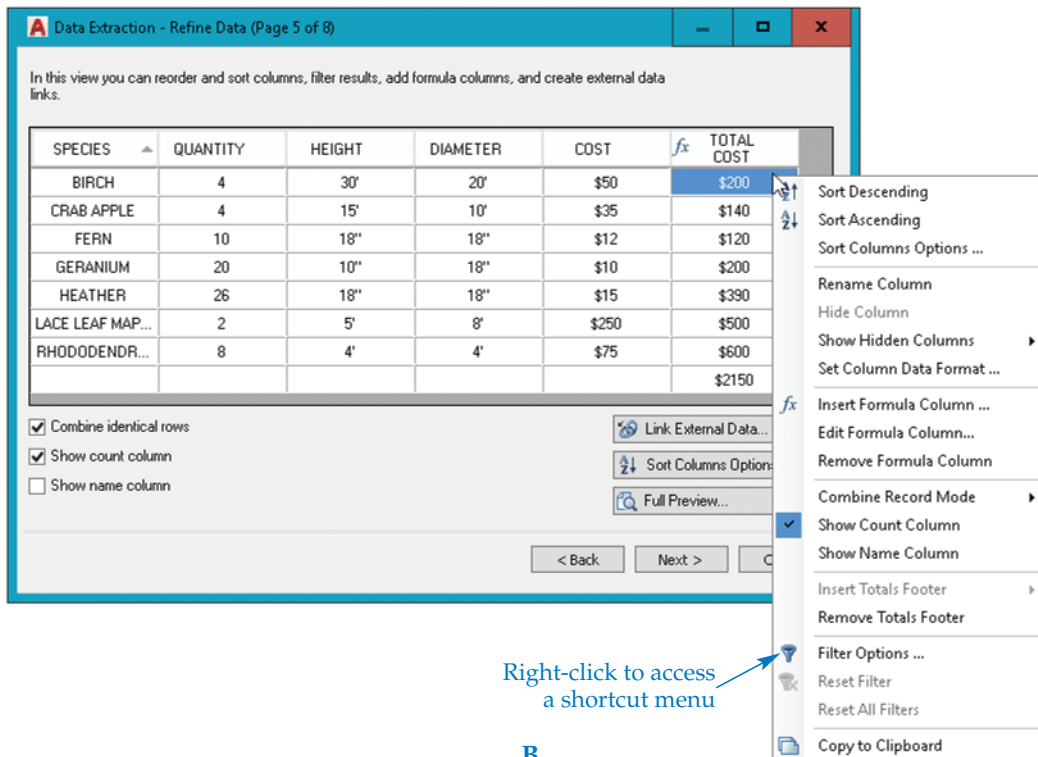 Data Extraction - Refine Data (Page 5 of 8)
In this view you can reorder and sort columns, filter results, add formula columns, and create external data
links.
SPECIES QUANTITY HEIGHT DIAMETER COST fx TOTAL COST
BIRCH 4 30' 20' $50 $200
CRAB APPLE 4 15' 10' $35 $140
FERN 10 18" 18" $12 $120
GERANIUM 20 10" 18" $10 $200
HEATHER 26 18" 18" $15 $390
LACE LEAF MAP... 2 5' 8' $250 $500
RHODODENDR... 8 4' 4' $75 $600
$2150
Combine identical rows
Show count column
Show name column
Link External Data...
Sort Columns Option
Full Preview...
< Back Next > C
Sort Descending
Sort Ascending
Sort Columns Options ...
Rename Column
Hide Column
Show Hidden Columns
Set Column Data Format ...
fx Insert Formula Column ...
Edit Formula Column...
Remove Formula Column
Combine Record Mode
Show Count Column
Show Name Column
Insert Totals Footer
Remove Totals Footer
Filter Options ...
Reset Filter
Reset All Filters
Copy to Clipboard
Right-click to access
a shortcut menu
B